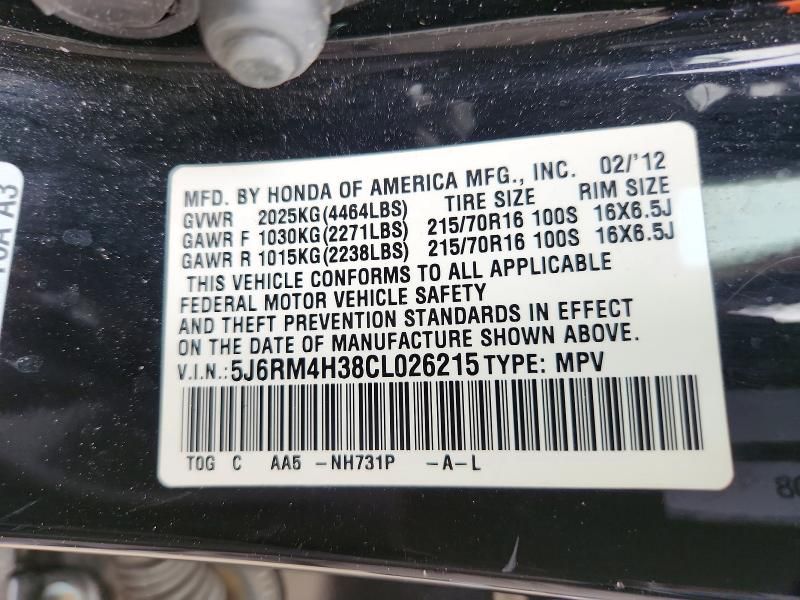 MFD. BY HONDA OF AMERICA MFG., INC. 02/'12
GVWR 2025KG(4464LBS) TIRE SIZE RIM SIZE
GAWR F 1030KG(2271LBS) 215/70R16 100S 16X6.5J
GAWR R 1015KG(2238LBS) 215/70R16 100S 16X6.5J
THIS VEHICLE CONFORMS TO ALL APPLICABLE
FEDERAL MOTOR VEHICLE SAFETY
AND THEFT PREVENTION STANDARDS IN EFFECT
ON THE DATE OF MANUFACTURE SHOWN ABOVE.
V.I.N.:5J6RM4H38CL026215 TYPE: MPV
TOG C AA5 -NH731P -A-L
A3